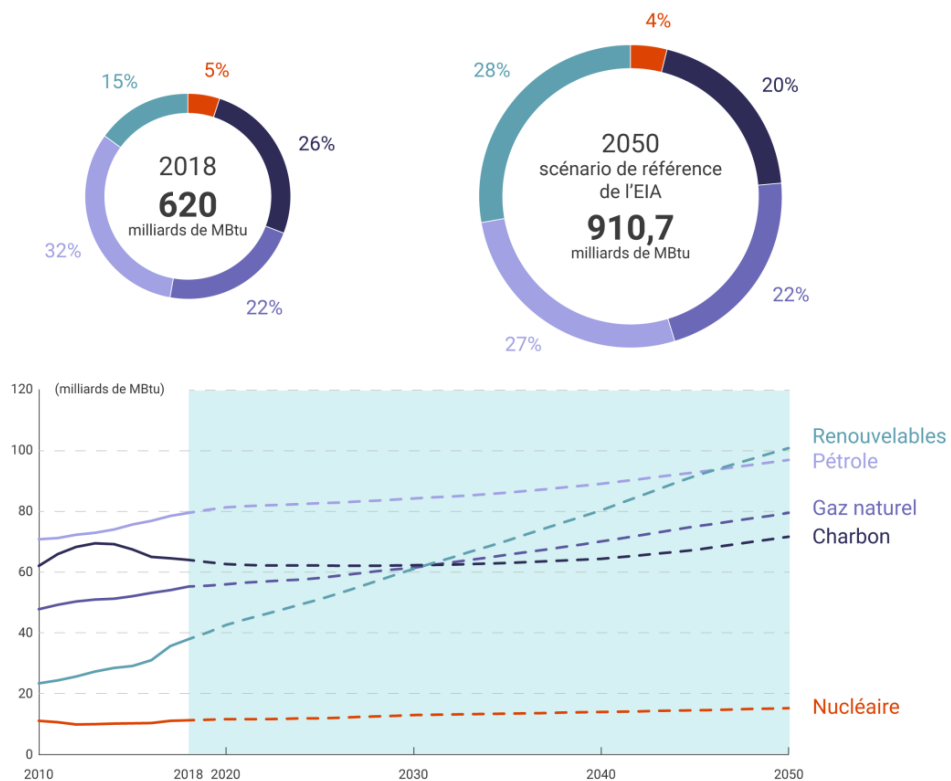 15%
5%
26%
22%
32%
2018
620
milliards de MBtu
28%
4%
20%
22%
27%
2050
scénario de référence
de l'EIA
910,7
milliards de MBtu
(milliards de MBtu)
120
100
80
60
40
20
0
2010
2018
2020
2030
2040
2050
Renouvelables
Pétrole
Gaz naturel
Charbon
Nucléaire